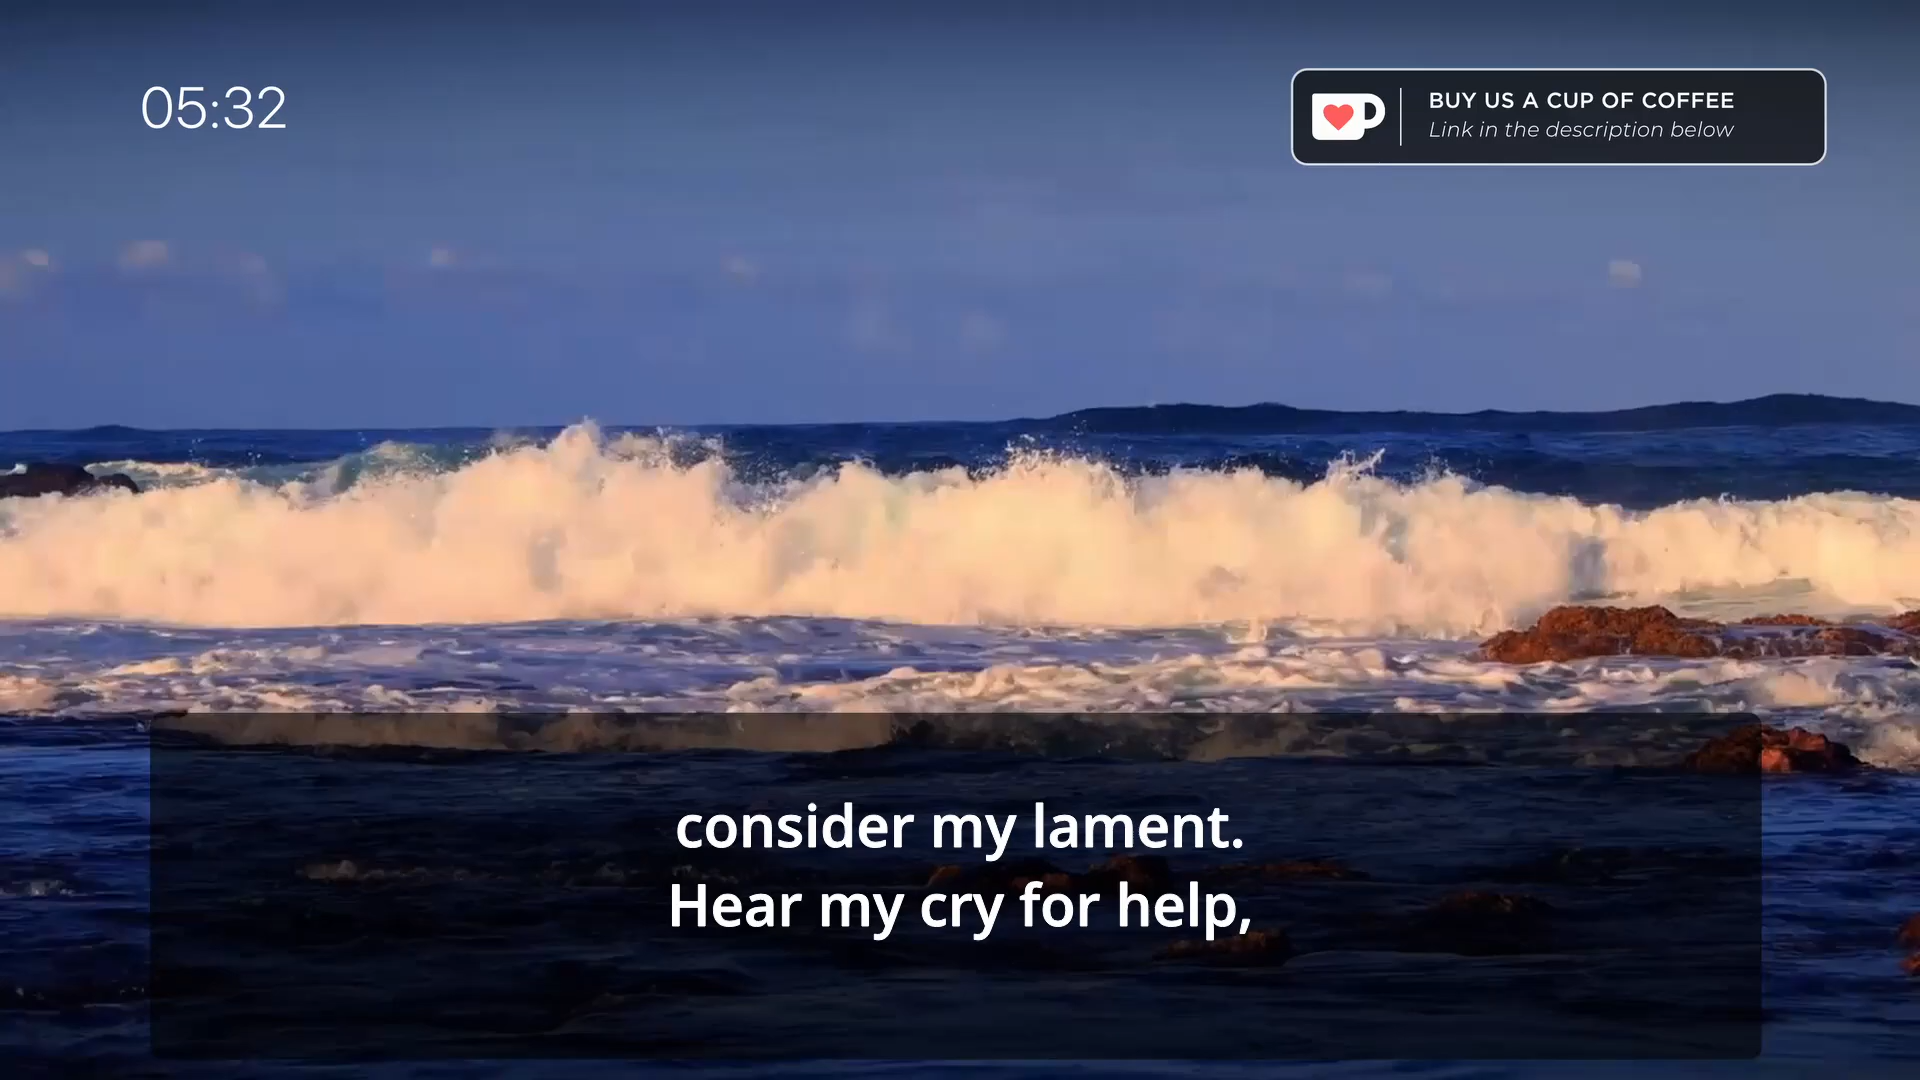 05:32
BUY US A CUP OF COFFEE
Link in the description below
consider my lament.
Hear my cry for help,